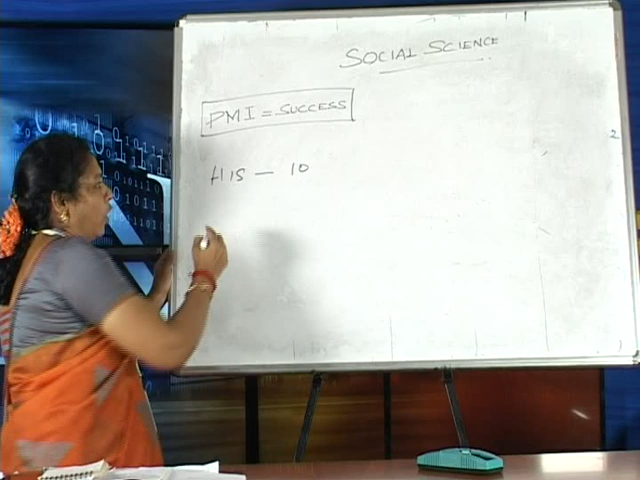 SOCIAL SCIENCE
PMI = SUCCESS
HIS — 10
2